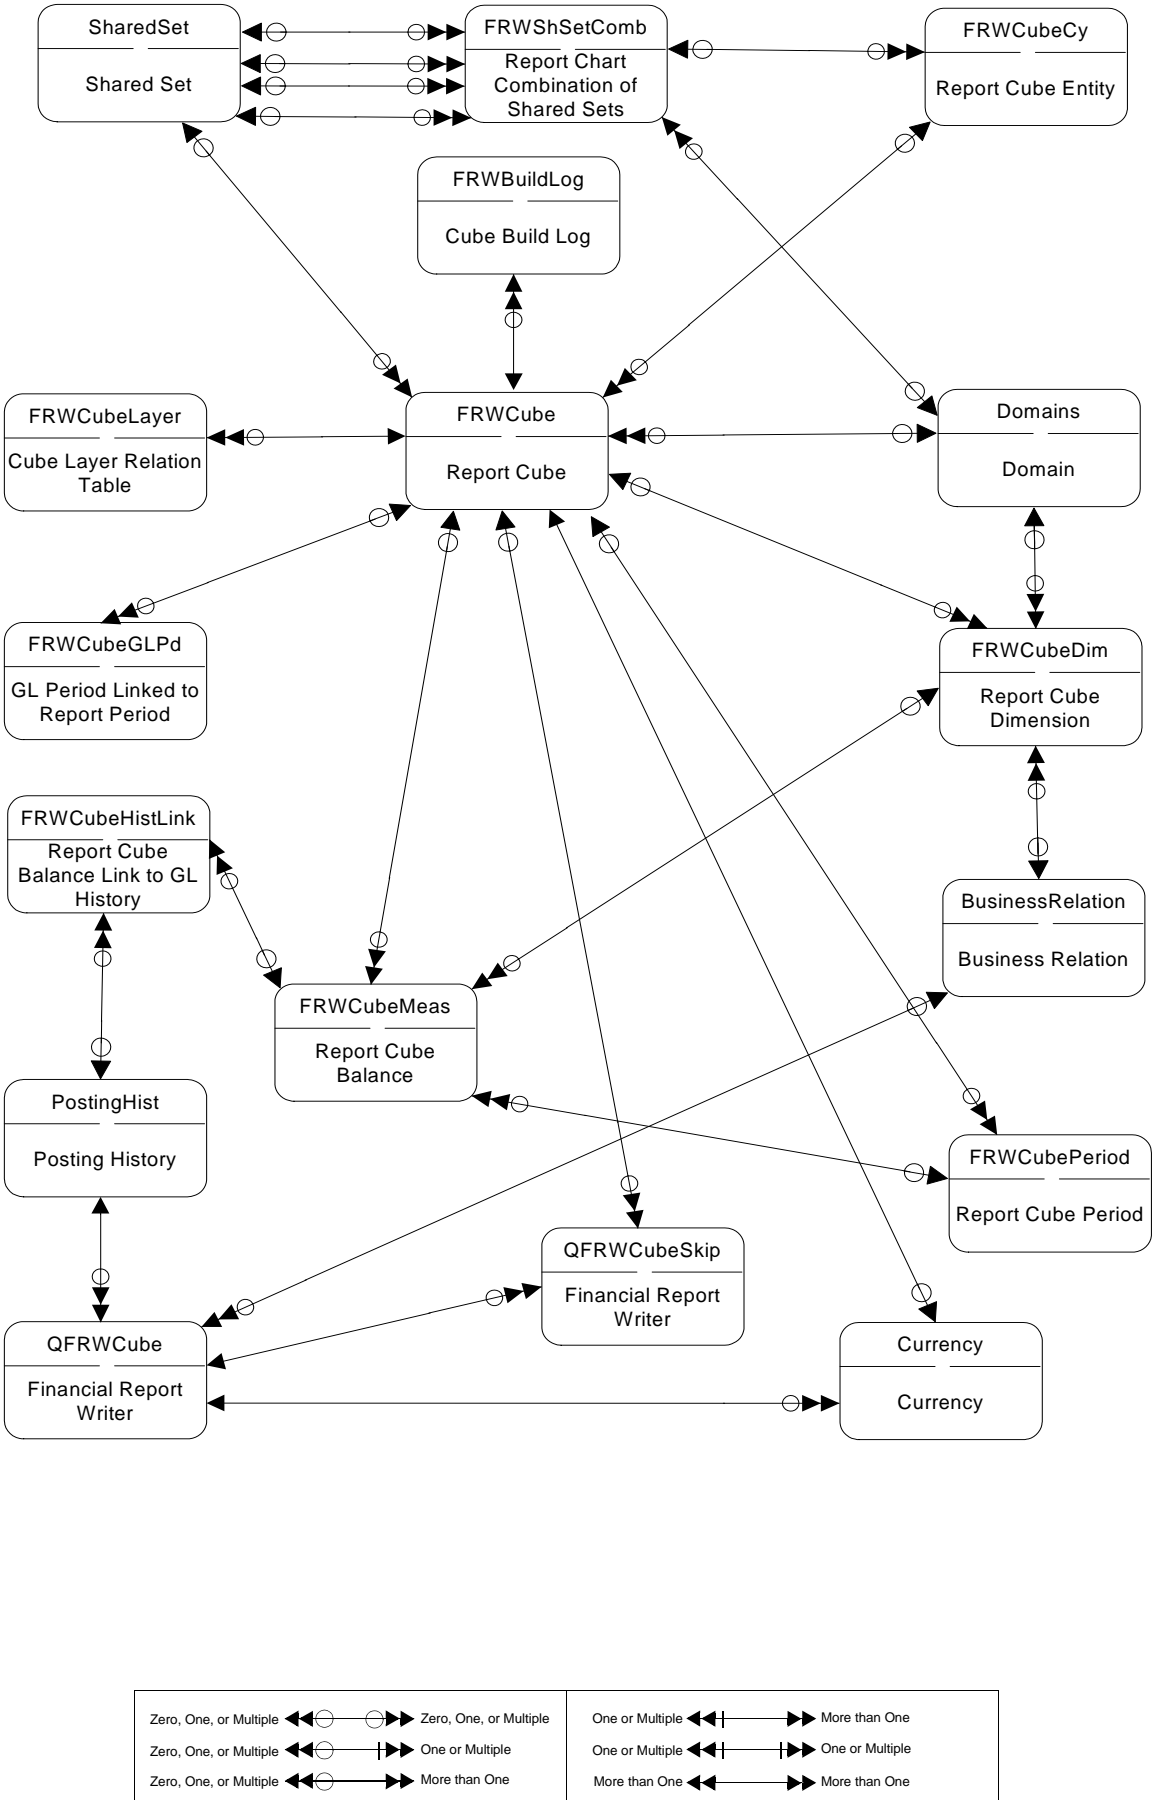 SharedSet
Shared Set
FRWShSetComb
Report Chart
Combination of
Shared Sets
FRWCubeCy
Report Cube Entity
FRWBuildLog
Cube Build Log
FRWCubeLayer
Cube Layer Relation
Table
FRWCube
Report Cube
Domains
Domain
FRWCubeGLPd
GL Period Linked to
Report Period
FRWCubeDim
Report Cube
Dimension
FRWCubeHistLink
Report Cube
Balance Link to GL
History
BusinessRelation
Business Relation
FRWCubeMeas
Report Cube
Balance
PostingHist
Posting History
FRWCubePeriod
Report Cube Period
QFRWCubeSkip
Financial Report
Writer
QFRWCube
Financial Report
Writer
Currency
Currency
Zero, One, or Multiple Zero, One, or Multiple
Zero, One, or Multiple One or Multiple
Zero, One, or Multiple More than One
One or Multiple More than One
One or Multiple One or Multiple
More than One More than One